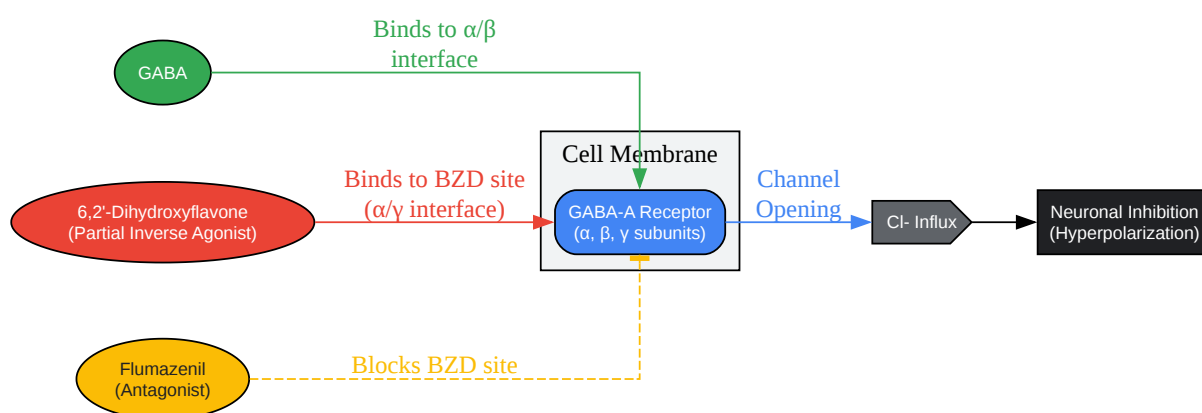 Binds to α/β
interface
GABA
Cell Membrane
Binds to BZD site
(α/γ interface)
Channel
Opening
6,2'-Dihydroxyflavone
(Partial Inverse Agonist)
GABA-A Receptor
(α, β, γ subunits)
Cl- Influx
Neuronal Inhibition
(Hyperpolarization)
Blocks BZD site
Flumazenil
(Antagonist)